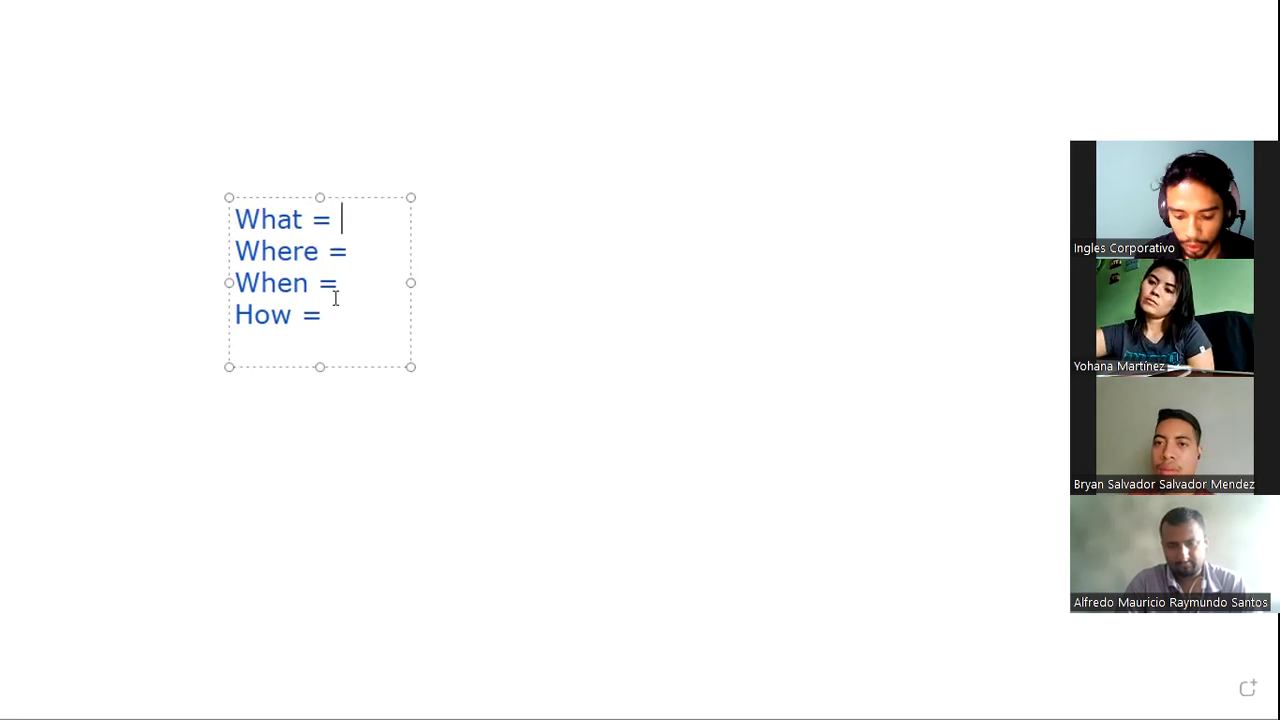 What =
Where =
When =
How =
Ingles Corporativo
Yohana Martínez
Bryan Salvador Salvador Mendez
Alfredo Mauricio Raymundo Santos